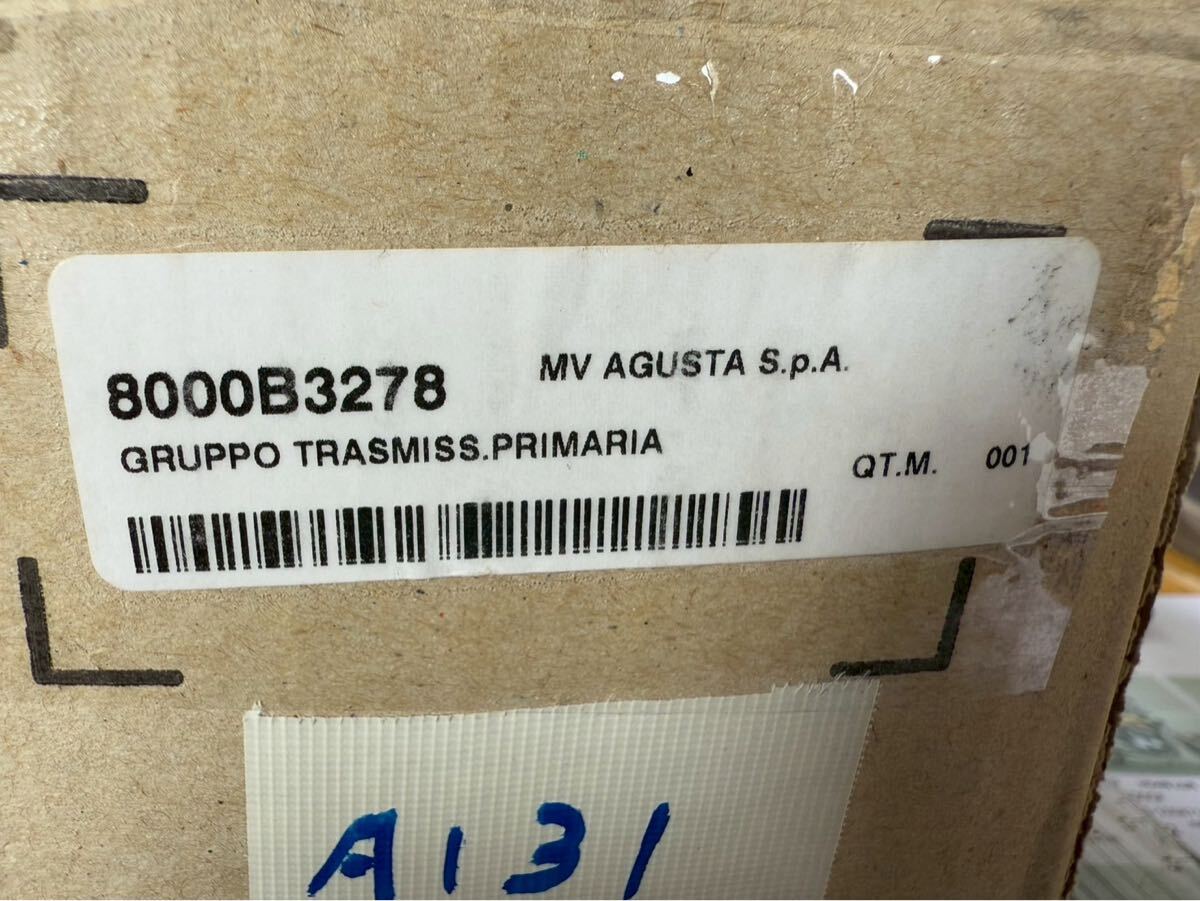 8000B3278 MV AGUSTA S.p.A.
GRUPPO TRASMISS.PRIMARIA
QT.M. 001
A131